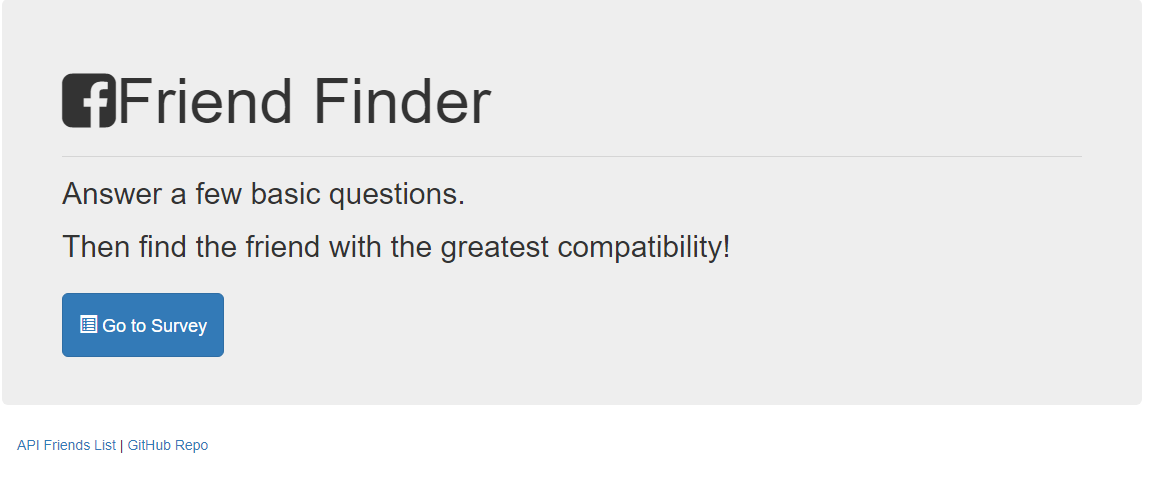 Friend Finder
Answer a few basic questions.
Then find the friend with the greatest compatibility!
Go to Survey
API Friends List | GitHub Repo